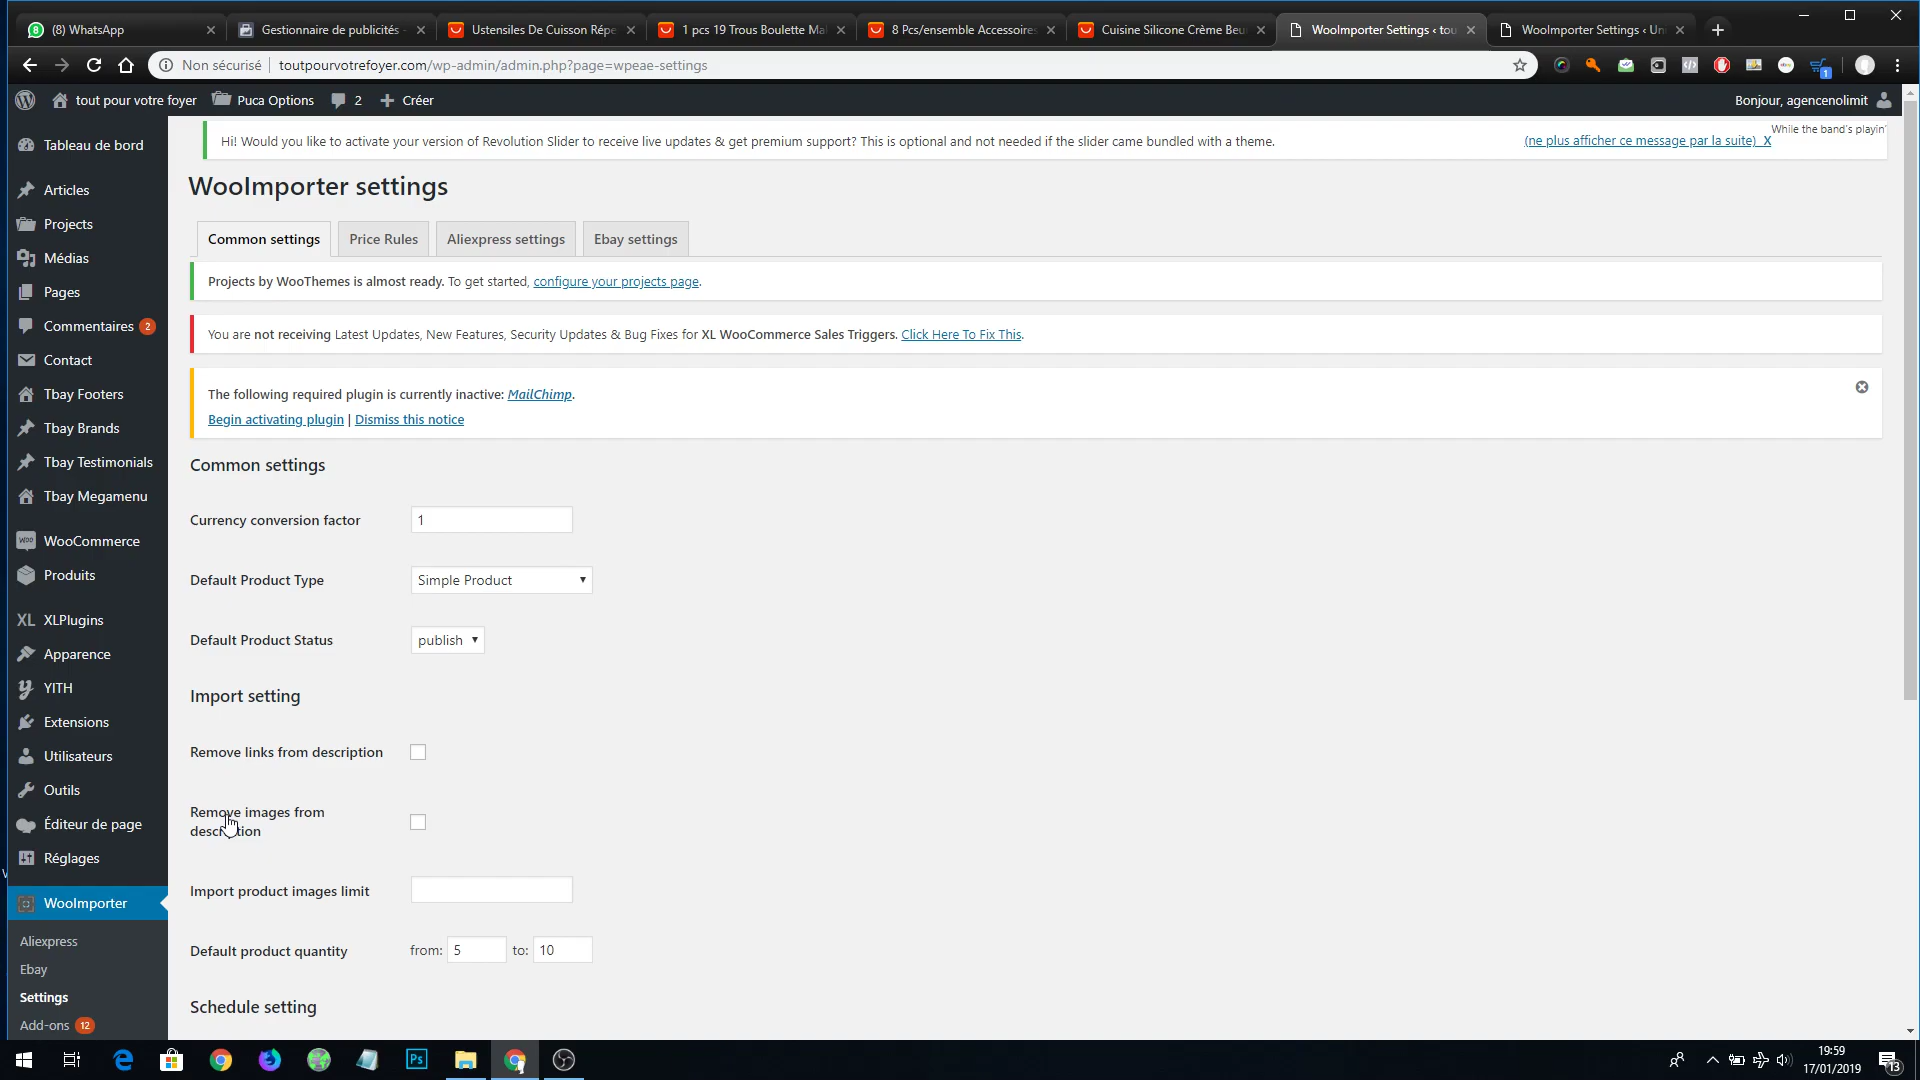 (8) WhatsApp
Gestionnaire de publicités
Ustensiles De Cuisson Répe
1 pcs 19 Trous Boulette Mal
8 Pcs/ensemble Accessoires
Cuisine Silicone Crème Beu
WooImporter Settings ‹ tou
WooImporter Settings ‹ Un
Non sécurisé | toutpourvotrefoyer.com/wp-admin/admin.php?page=wpeae-settings
1
tout pour votre foyer
Puca Options
2
Créer
Bonjour, agencenolimit
Tableau de bord
Articles
Projects
Médias
Pages
Commentaires 2
Contact
Tbay Footers
Tbay Brands
Tbay Testimonials
Tbay Megamenu
WooCommerce
Produits
XL XLPlugins
Apparence
YITH
Extensions
Utilisateurs
Outils
Éditeur de page
Réglages
WooImporter
Aliexpress
Ebay
Settings
Add-ons 12
While the band's playin'
Hi! Would you like to activate your version of Revolution Slider to receive live updates & get premium support? This is optional and not needed if the slider came bundled with a theme.
(ne plus afficher ce message par la suite) X
WooImporter settings
Common settings
Price Rules
Aliexpress settings
Ebay settings
Projects by WooThemes is almost ready. To get started, configure your projects page.
You are not receiving Latest Updates, New Features, Security Updates & Bug Fixes for XL WooCommerce Sales Triggers. Click Here To Fix This.
The following required plugin is currently inactive: MailChimp.
Begin activating plugin | Dismiss this notice
Common settings
Currency conversion factor 1
Default Product Type Simple Product
Default Product Status publish
Import setting
Remove links from description
Remove images from
description
Import product images limit
Default product quantity from: 5 to: 10
Schedule setting
Ps
19:59
17/01/2019
13